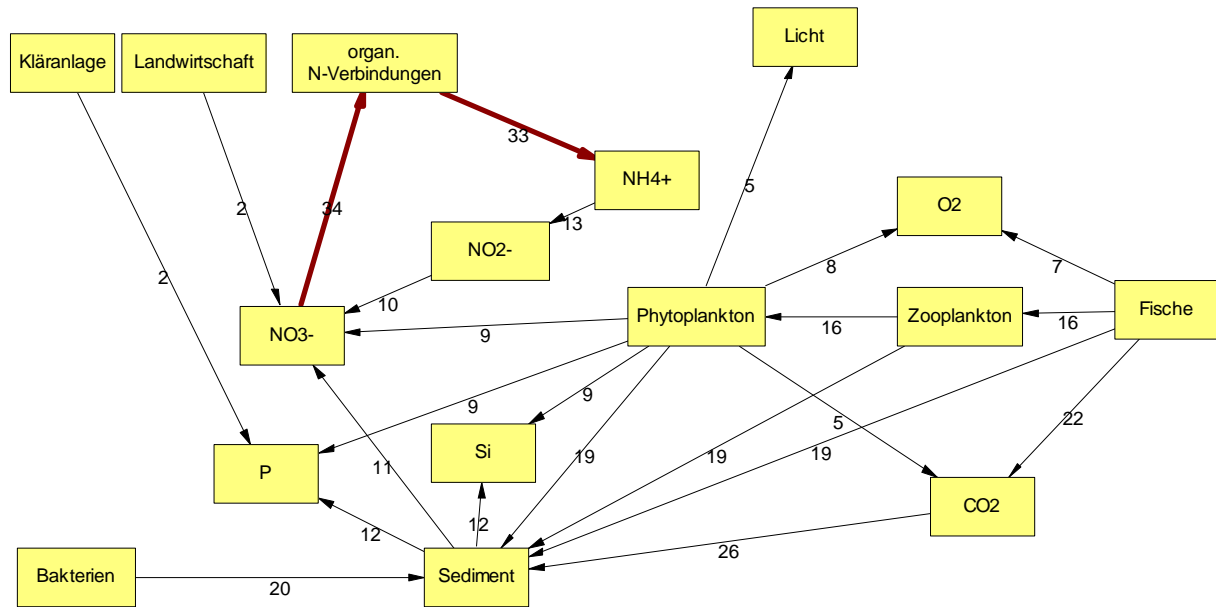 Licht
Kläranlage
Landwirtschaft
organ.
N-Verbindungen
33
NH4+
5
O2
2
34
13
NO2-
8
7
2
10
Phytoplankton
16
Zooplankton
16
Fische
NO3-
9
9
9
5
22
P
11
Si
19
19
19
CO2
12
12
26
Bakterien
20
Sediment